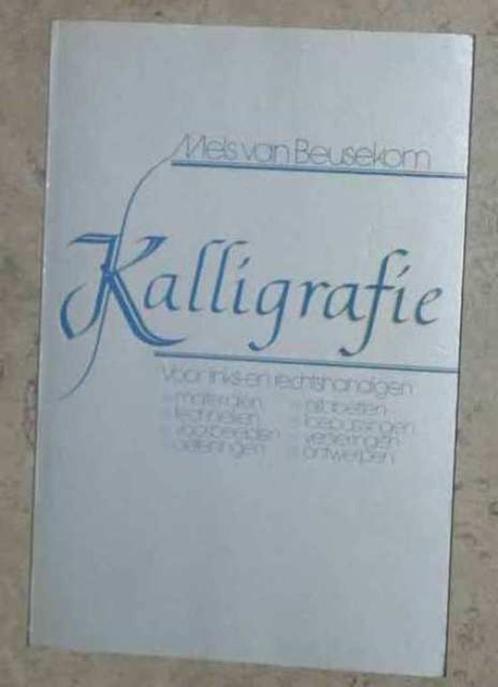 Mels van Beusekom
Kalligrafie
Voor links-en rechtshandigen
materialen
technieken
voorbeelden
oefeningen
alfabetten
toepassingen
versieringen
ontwerpen